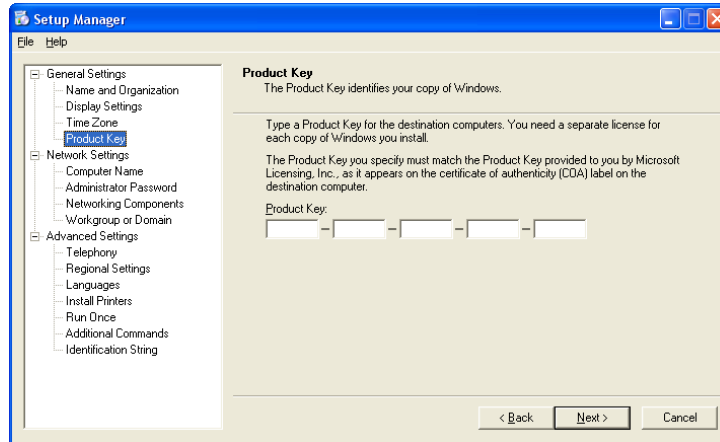 Setup Manager
File Help
General Settings
Name and Organization
Display Settings
Time Zone
Product Key
Network Settings
Computer Name
Administrator Password
Networking Components
Workgroup or Domain
Advanced Settings
Telephony
Regional Settings
Languages
Install Printers
Run Once
Additional Commands
Identification String
Product Key
The Product Key identifies your copy of Windows.
Type a Product Key for the destination computers. You need a separate license for
each copy of Windows you install.
The Product Key you specify must match the Product Key provided to you by Microsoft
Licensing, Inc., as it appears on the certificate of authenticity (COA) label on the
destination computer.
Product Key:
< Back Next > Cancel